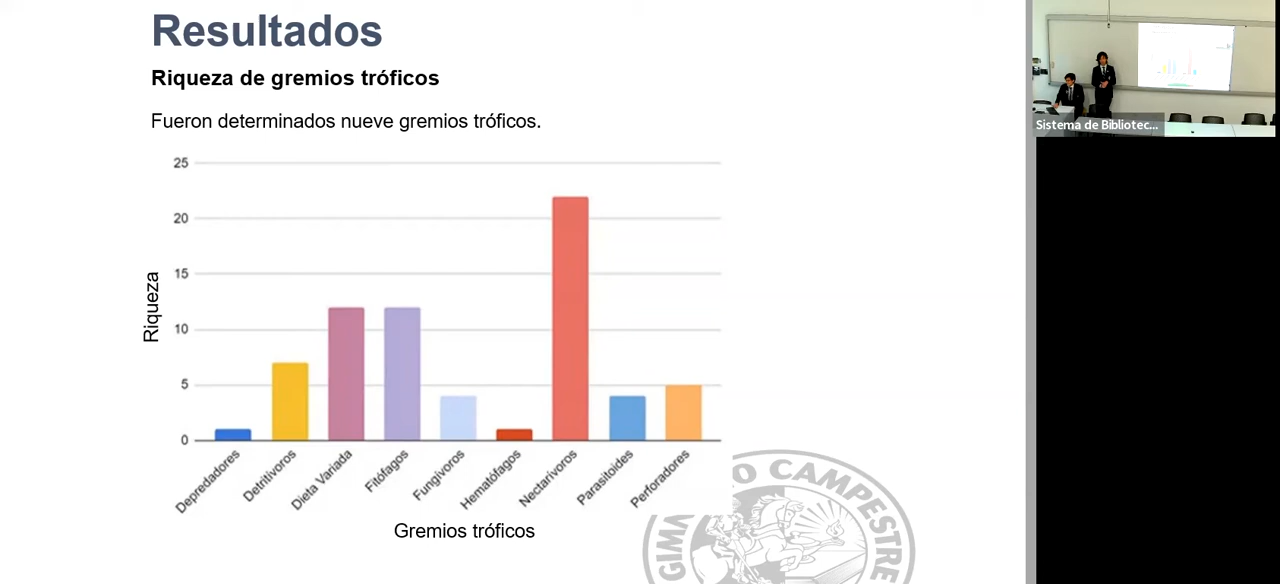 Resultados
Riqueza de gremios tróficos
Fueron determinados nueve gremios tróficos.
25
20
15
10
5
0
Riqueza
Depredadores
Detritívoros
Dieta Variada
Fitófagos
Fungívoros
Hematófagos
Nectarívoros
Parasitoides
Perforadores
Gremios tróficos
GIMN
O CAMPESTRE
Sistema de Bibliotec...